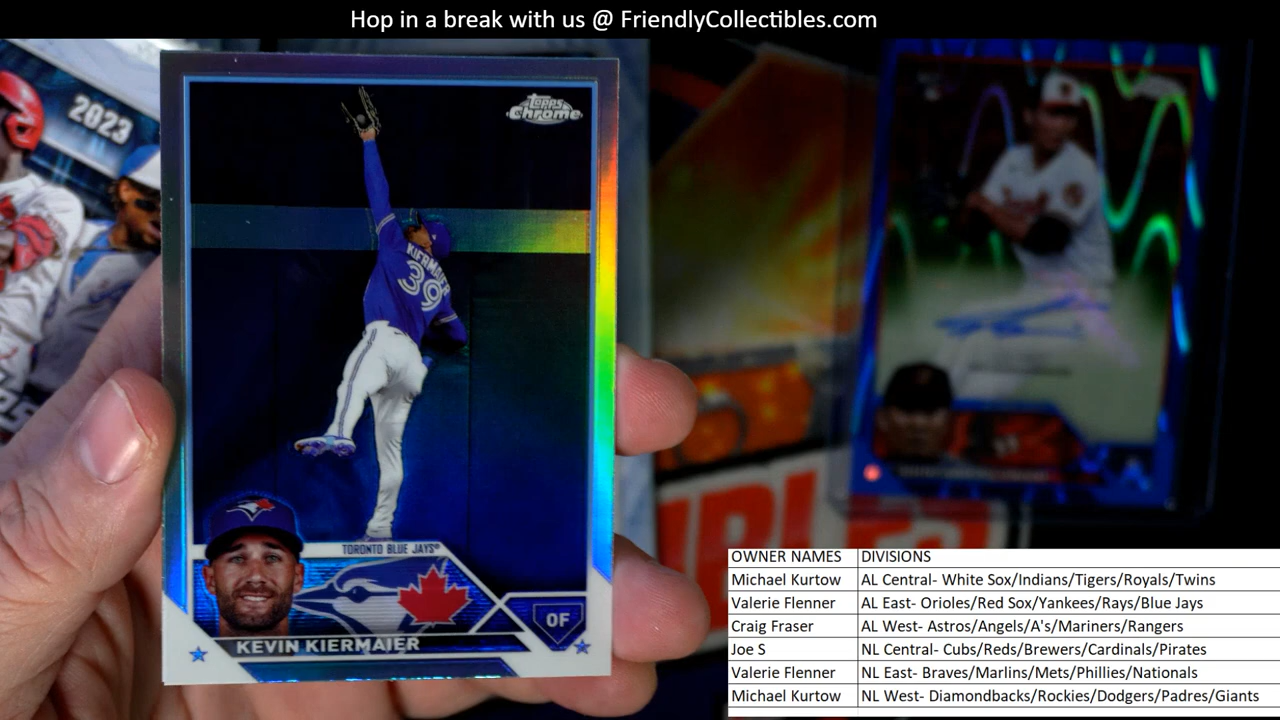 Hop in a break with us @ FriendlyCollectibles.com
2023
Topps
Chrome
KIERMAIER
39
TORONTO BLUE JAYS®
OF
KEVIN KIERMAIER
OWNER NAMES DIVISIONS
Michael Kurtow AL Central- White Sox/Indians/Tigers/Royals/Twins
Valerie Flenner AL East- Orioles/Red Sox/Yankees/Rays/Blue Jays
Craig Fraser AL West- Astros/Angels/A's/Mariners/Rangers
Joe S NL Central- Cubs/Reds/Brewers/Cardinals/Pirates
Valerie Flenner NL East- Braves/Marlins/Mets/Phillies/Nationals
Michael Kurtow NL West- Diamondbacks/Rockies/Dodgers/Padres/Giants